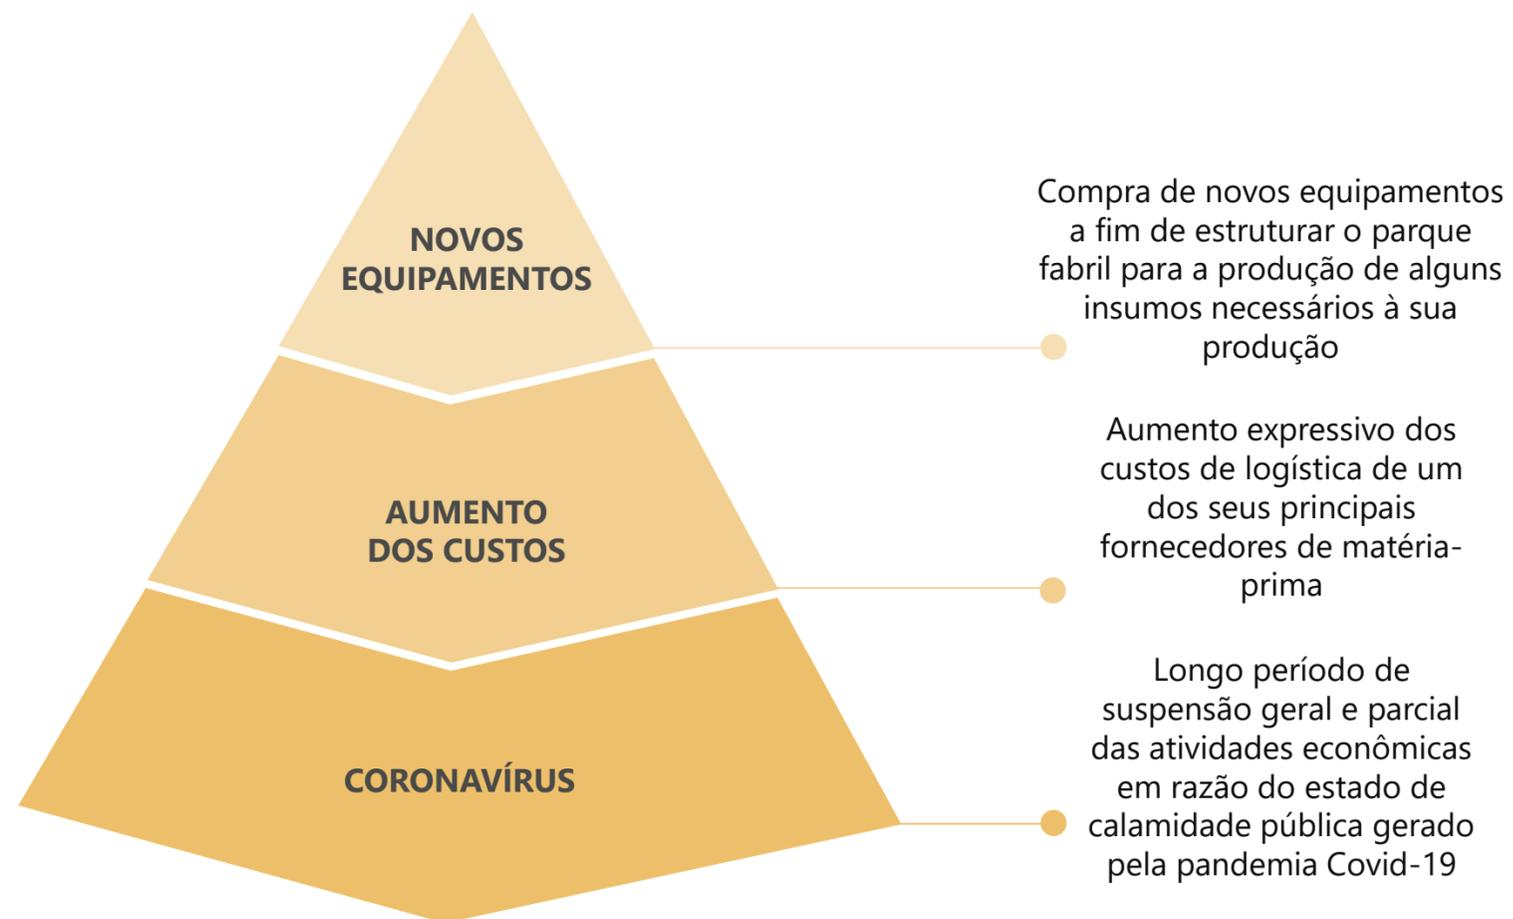 NOVOS
EQUIPAMENTOS
Compra de novos equipamentos
a fim de estruturar o parque
fabril para a produção de alguns
insumos necessários à sua
produção
AUMENTO
DOS CUSTOS
Aumento expressivo dos
custos de logística de um
dos seus principais
fornecedores de matéria-
prima
CORONAVÍRUS
Longo período de
suspensão geral e parcial
das atividades econômicas
em razão do estado de
calamidade pública gerado
pela pandemia Covid-19